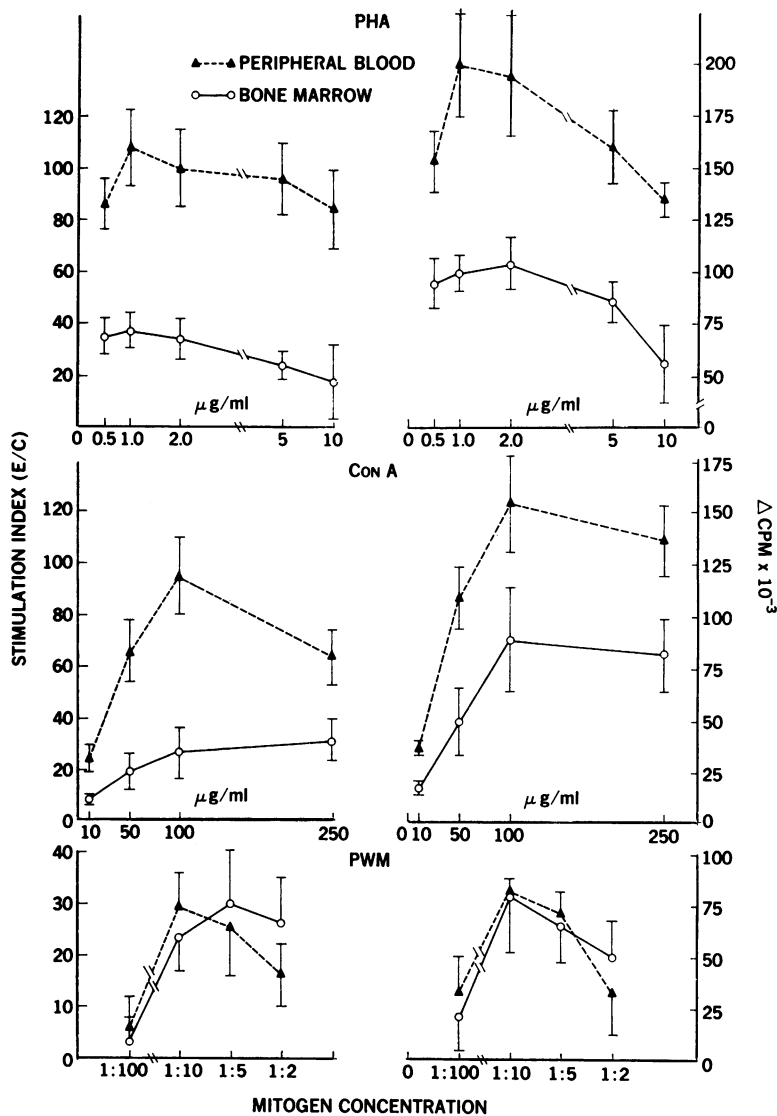 PHA
PERIPHERAL BLOOD
BONE MARROW
120
100
80
60
40
20
0 0.5 1.0 2.0 5 10
μg/ml
200
175
150
125
100
75
50
0
0 0.5 1.0 2.0 5 10
μg/ml
CON A
120
100
80
60
40
20
0
10 50 100 250
μg/ml
175
150
125
100
75
50
25
0
0 10 50 100 250
μg/ml
STIMULATION INDEX (E/C)
△ CPM x 10⁻³
PWM
40
30
20
10
0
1:100 1:10 1:5 1:2
100
75
50
25
0
0 1:100 1:10 1:5 1:2
MITOGEN CONCENTRATION